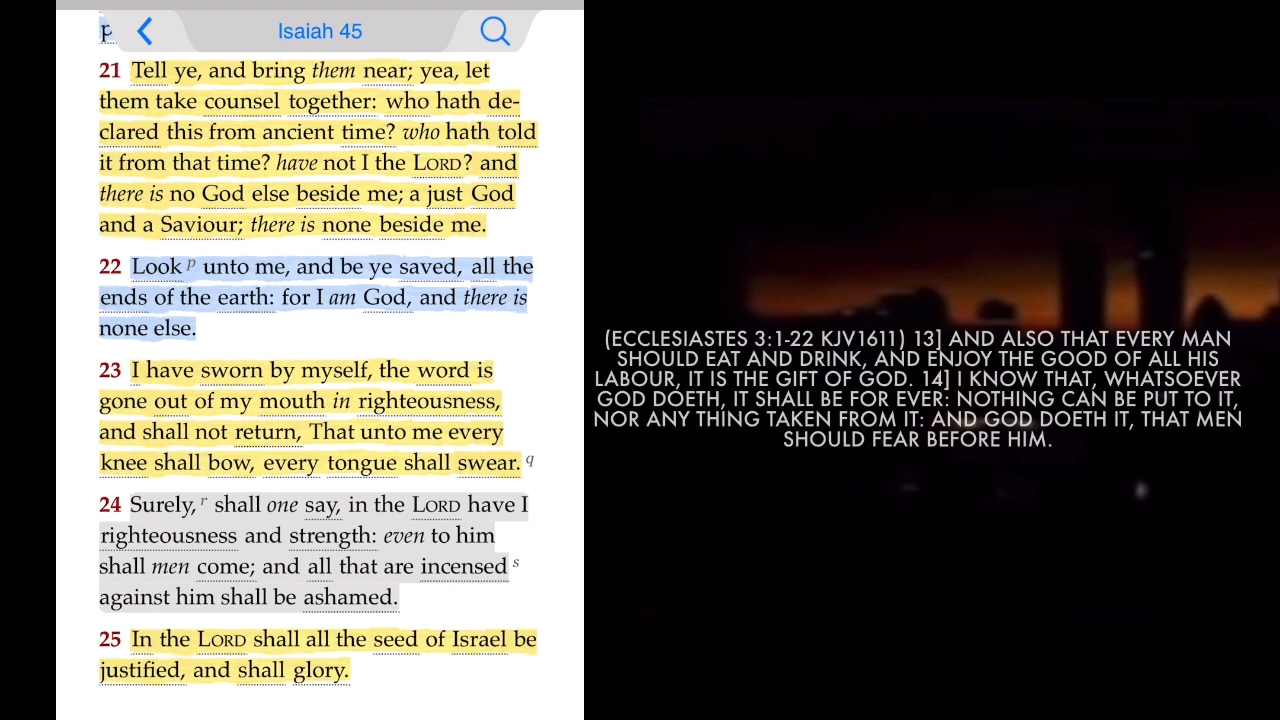 p
Isaiah 45
21 Tell ye, and bring them near; yea, let
them take counsel together: who hath de-
clared this from ancient time? who hath told
it from that time? have not I the LORD? and
there is no God else beside me; a just God
and a Saviour; there is none beside me.
22 Look p unto me, and be ye saved, all the
ends of the earth: for I am God, and there is
none else.
23 I have sworn by myself, the word is
gone out of my mouth in righteousness,
and shall not return, That unto me every
knee shall bow, every tongue shall swear. q
24 Surely, r shall one say, in the LORD have I
righteousness and strength: even to him
shall men come; and all that are incensed s
against him shall be ashamed.
25 In the LORD shall all the seed of Israel be
justified, and shall glory.
(ECCLESIASTES 3:1-22 KJV1611) 13] AND ALSO THAT EVERY MAN
SHOULD EAT AND DRINK, AND ENJOY THE GOOD OF ALL HIS
LABOUR, IT IS THE GIFT OF GOD. 14] I KNOW THAT, WHATSOEVER
GOD DOETH, IT SHALL BE FOR EVER: NOTHING CAN BE PUT TO IT,
NOR ANY THING TAKEN FROM IT: AND GOD DOETH IT, THAT MEN
SHOULD FEAR BEFORE HIM.